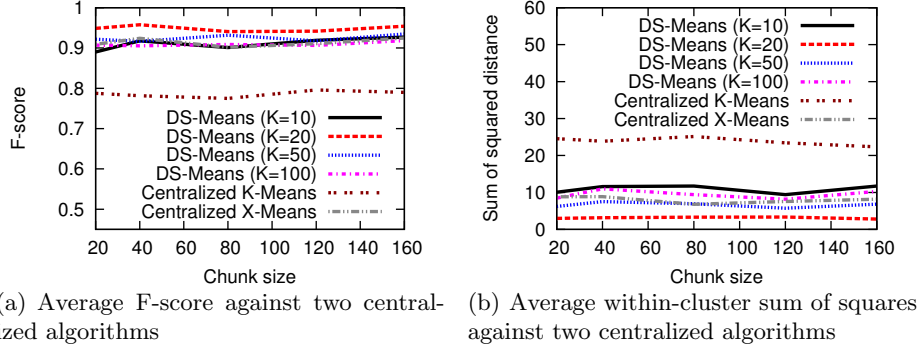 1
0.9
0.8
0.7
0.6
0.5
20 40 60 80 100 120 140 160
F-score
Chunk size
DS-Means (K=10)
DS-Means (K=20)
DS-Means (K=50)
DS-Means (K=100)
Centralized K-Means
Centralized X-Means
60
50
40
30
20
10
0
20 40 60 80 100 120 140 160
Sum of squared distance
Chunk size
DS-Means (K=10)
DS-Means (K=20)
DS-Means (K=50)
DS-Means (K=100)
Centralized K-Means
Centralized X-Means
a) Average F-score against two central-
ized algorithms
(b) Average within-cluster sum of squares
against two centralized algorithms